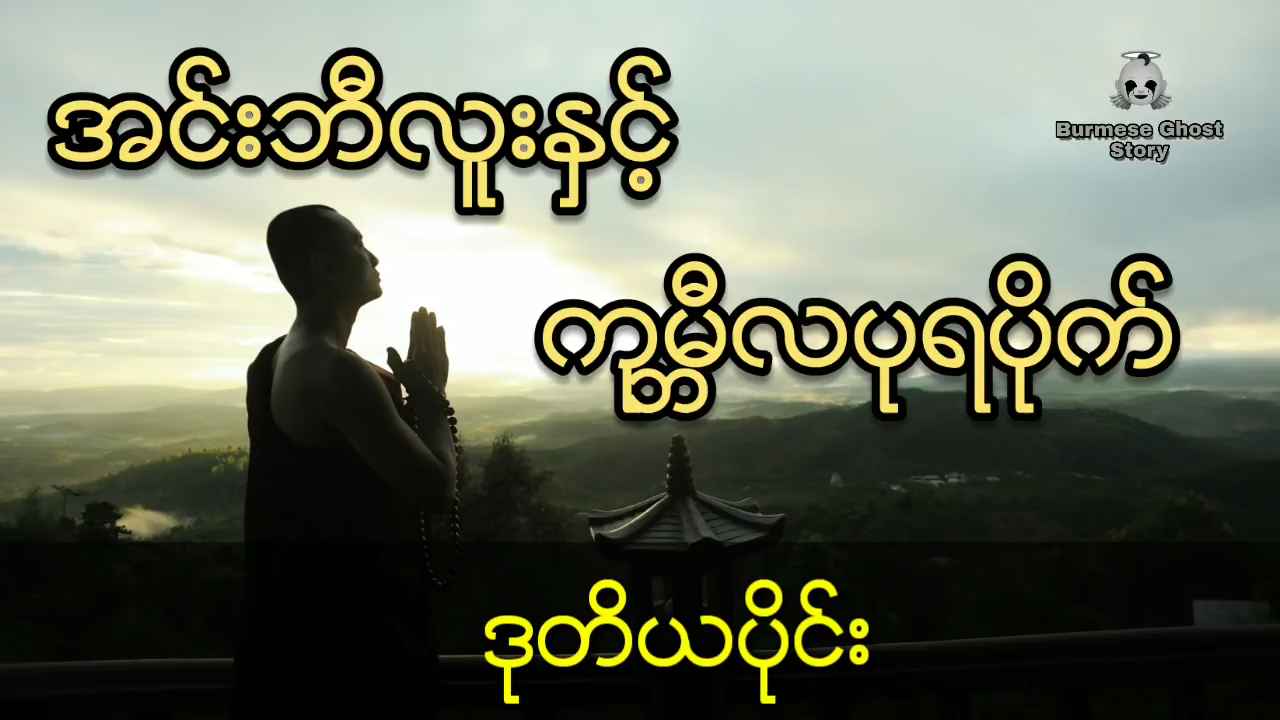 အင်းဘီလူးနှင့်
Burmese Ghost
Story
ကုမ္ဘီလပုရပိုက်
ဒုတိယပိုင်း